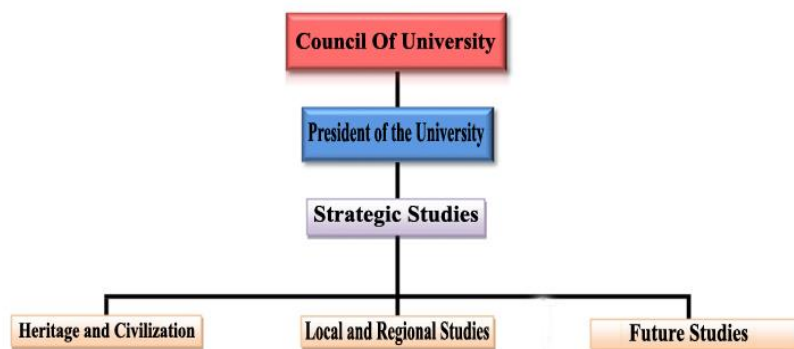 Council Of University
President of the University
Strategic Studies
Heritage and Civilization
Local and Regional Studies
Future Studies